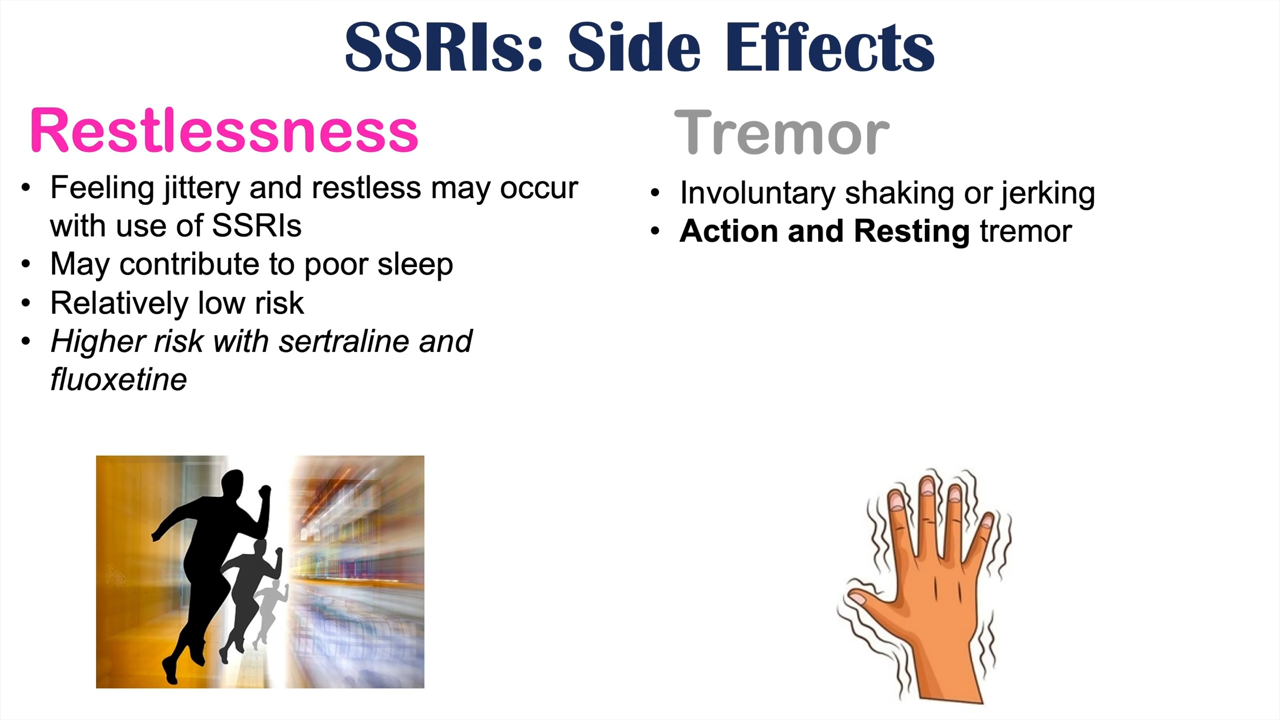 SSRIs: Side Effects
Restlessness
• Feeling jittery and restless may occur
with use of SSRIs
• May contribute to poor sleep
• Relatively low risk
• Higher risk with sertraline and
fluoxetine
Tremor
• Involuntary shaking or jerking
• Action and Resting tremor